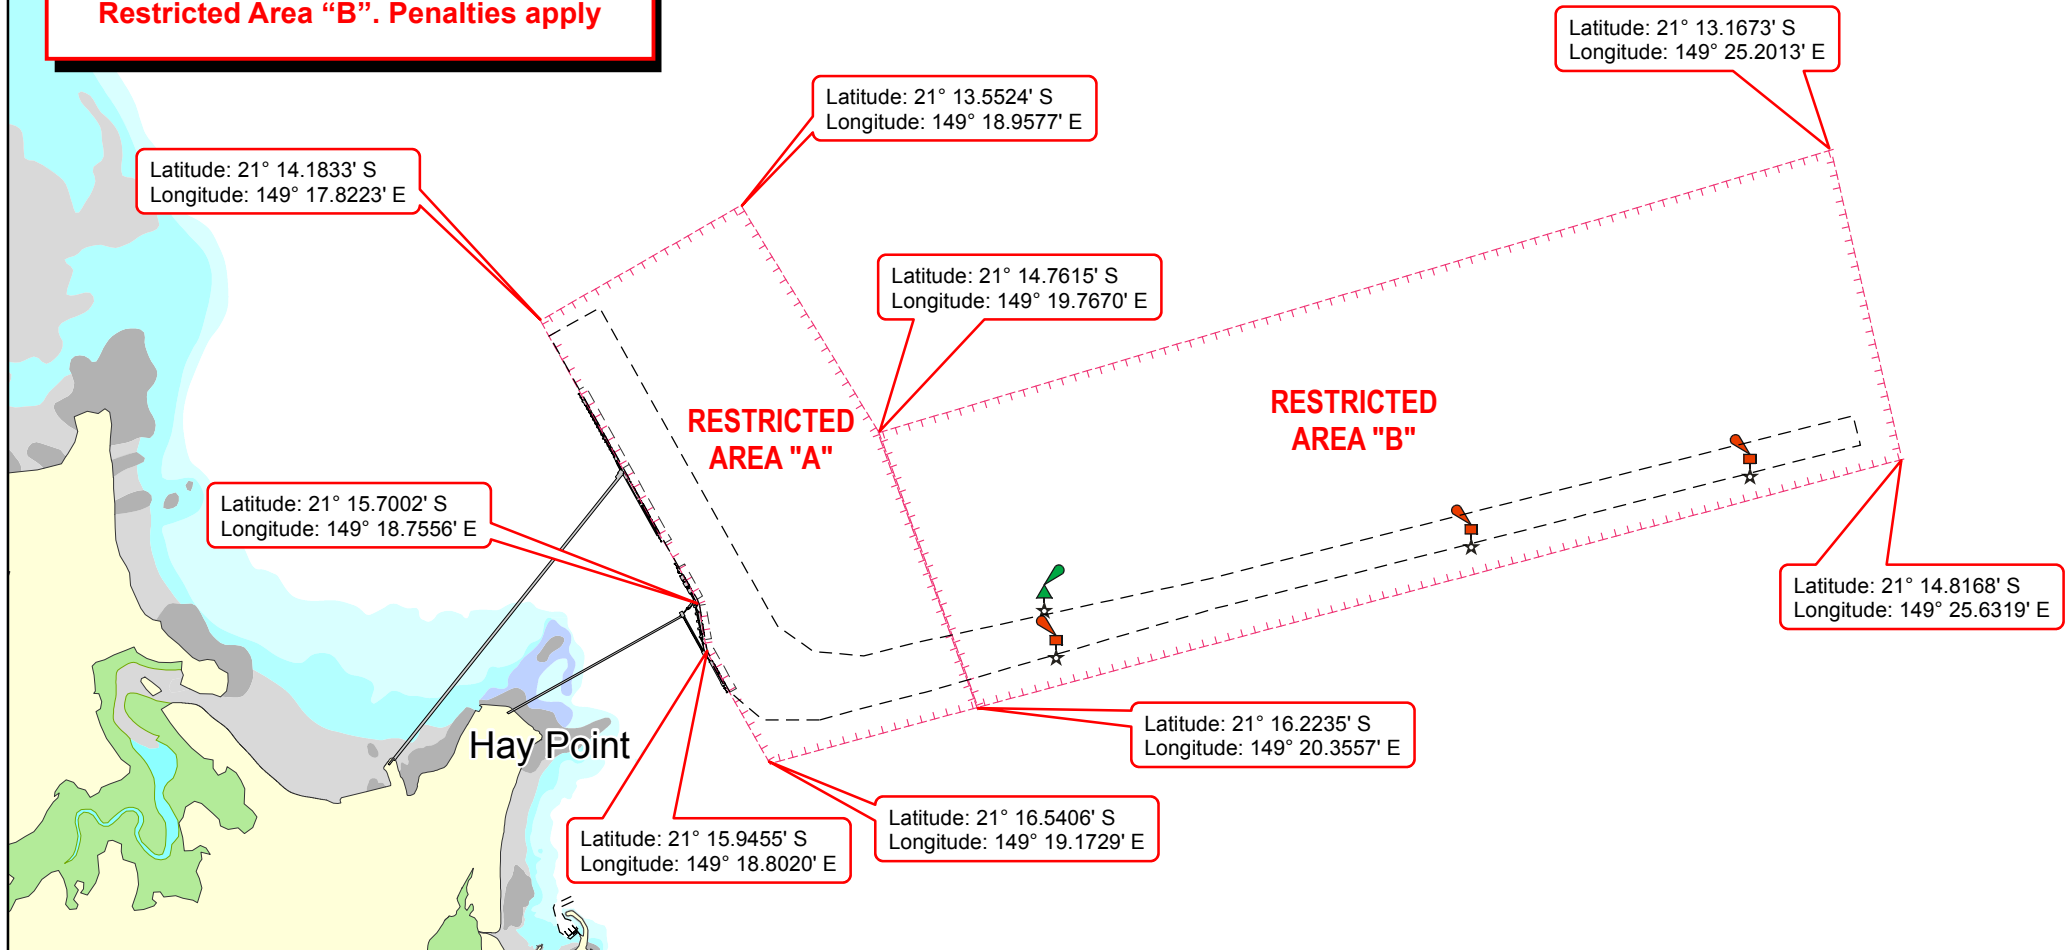 Restricted Area “B”. Penalties apply
Latitude: 21° 13.1673' S
Longitude: 149° 25.2013' E
Latitude: 21° 13.5524' S
Longitude: 149° 18.9577' E
Latitude: 21° 14.1833' S
Longitude: 149° 17.8223' E
Latitude: 21° 14.7615' S
Longitude: 149° 19.7670' E
RESTRICTED
AREA "A"
RESTRICTED
AREA "B"
Latitude: 21° 15.7002' S
Longitude: 149° 18.7556' E
Latitude: 21° 14.8168' S
Longitude: 149° 25.6319' E
Hay Point
Latitude: 21° 16.2235' S
Longitude: 149° 20.3557' E
Latitude: 21° 16.5406' S
Longitude: 149° 19.1729' E
Latitude: 21° 15.9455' S
Longitude: 149° 18.8020' E